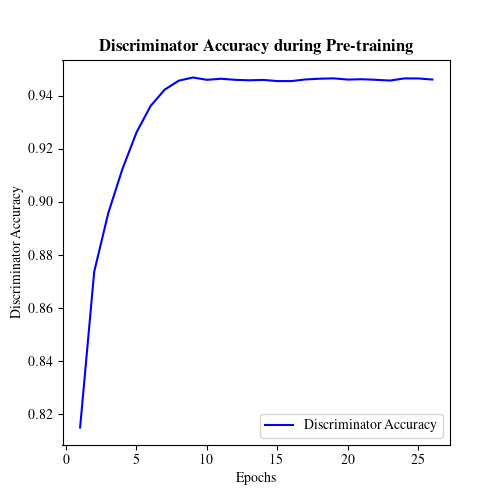 Discriminator Accuracy during Pre-training
0.94
0.92
0.90
0.88
0.86
0.84
0.82
Discriminator Accuracy
Discriminator Accuracy
0 5 10 15 20 25
Epochs